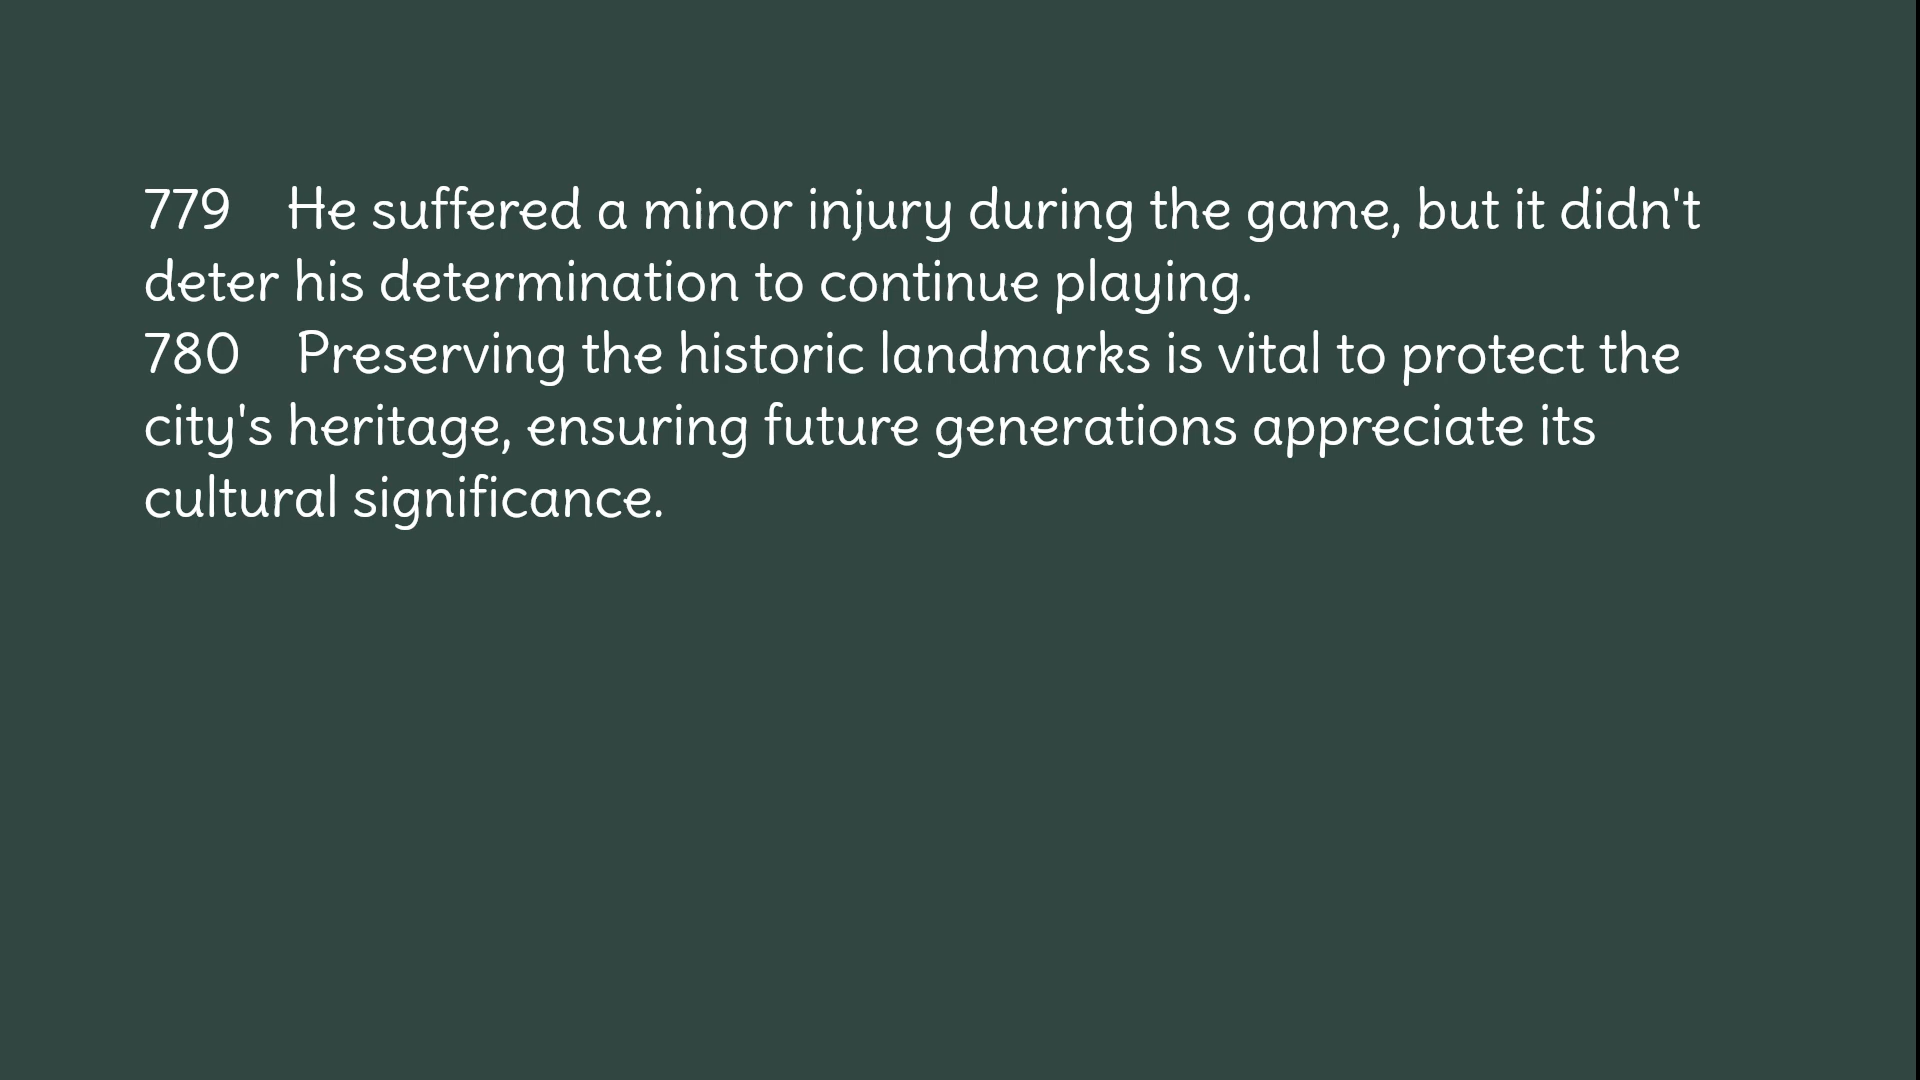 779 He suffered a minor injury during the game, but it didn't
deter his determination to continue playing.
780 Preserving the historic landmarks is vital to protect the
city's heritage, ensuring future generations appreciate its
cultural significance.